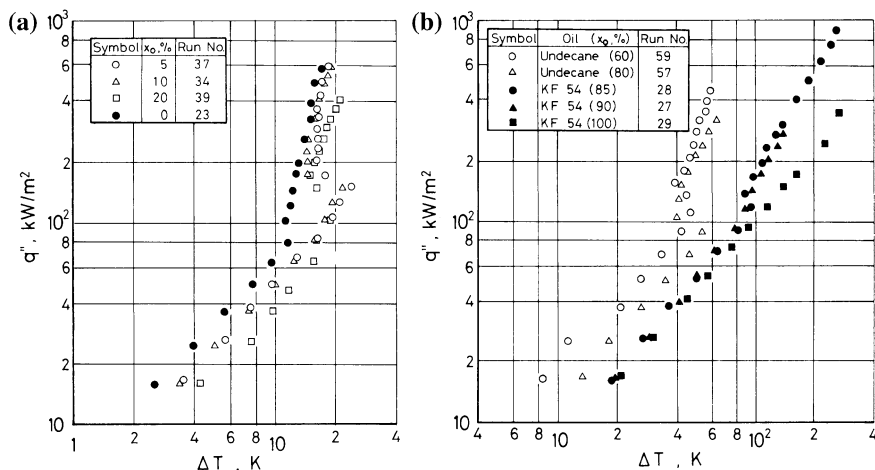 (a)
Symbol x₀,% Run No.
○ 5 37
△ 10 34
□ 20 39
● 0 23
10³
8
6
4
2
10²
8
6
4
2
10
q'', kW/m²
1 2 4 6 8 10 2 4
ΔT , K
(b)
Symbol Oil (x₀,%) Run No.
○ Undecane (60) 59
△ Undecane (80) 57
● KF 54 (85) 28
▲ KF 54 (90) 27
■ KF 54 (100) 29
10³
8
6
4
2
10²
8
6
4
2
10
q'', kW/m²
4 6 8 10 2 4 6 8 10² 2 4
ΔT , K